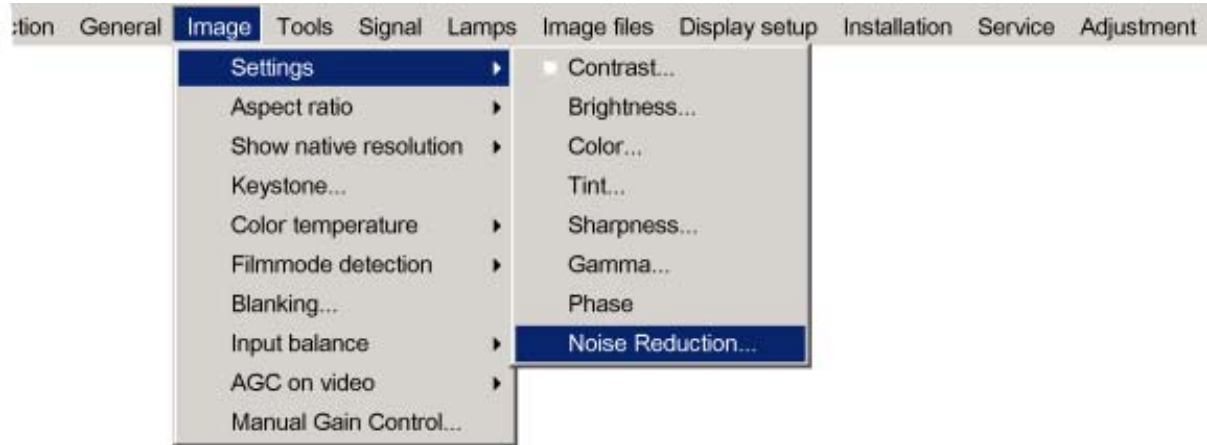 :tion General Image Tools Signal Lamps Image files Display setup Installation Service Adjustment
Settings
Aspect ratio
Show native resolution
Keystone...
Color temperature
Filmmode detection
Blanking...
Input balance
AGC on video
Manual Gain Control...
Contrast...
Brightness...
Color...
Tint...
Sharpness...
Gamma...
Phase
Noise Reduction...